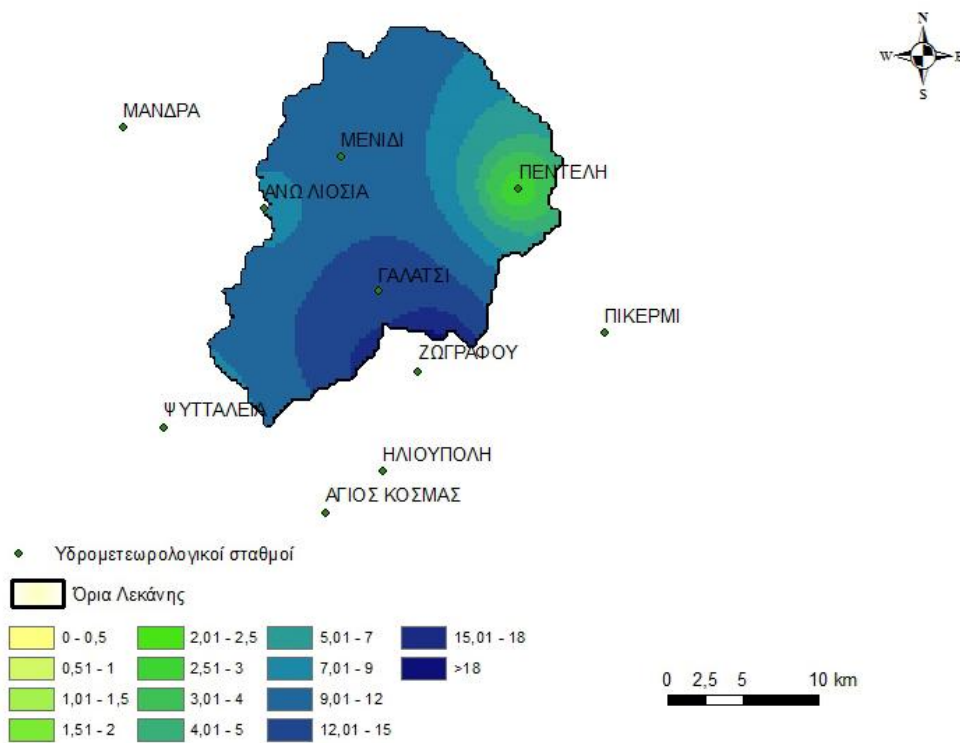 N
W E
S
ΜΑΝΔΡΑ
ΜΕΝΙΔΙ
ΠΕΝΤΕΛΗ
ΑΝΩ ΛΙΟΣΙΑ
ΓΑΛΑΤΣΙ
ΠΙΚΕΡΜΙ
ΖΩΓΡΑΦΟΥ
ΨΥΤΤΑΛΕΙΑ
ΗΛΙΟΥΠΟΛΗ
ΑΓΙΟΣ ΚΟΣΜΑΣ
Υδρομετεωρολογικοί σταθμοί
Όρια Λεκάνης
0 - 0,5 2,01 - 2,5 5,01 - 7 15,01 - 18
0,51 - 1 2,51 - 3 7,01 - 9 >18
1,01 - 1,5 3,01 - 4 9,01 - 12
1,51 - 2 4,01 - 5 12,01 - 15
0 2,5 5 10 km